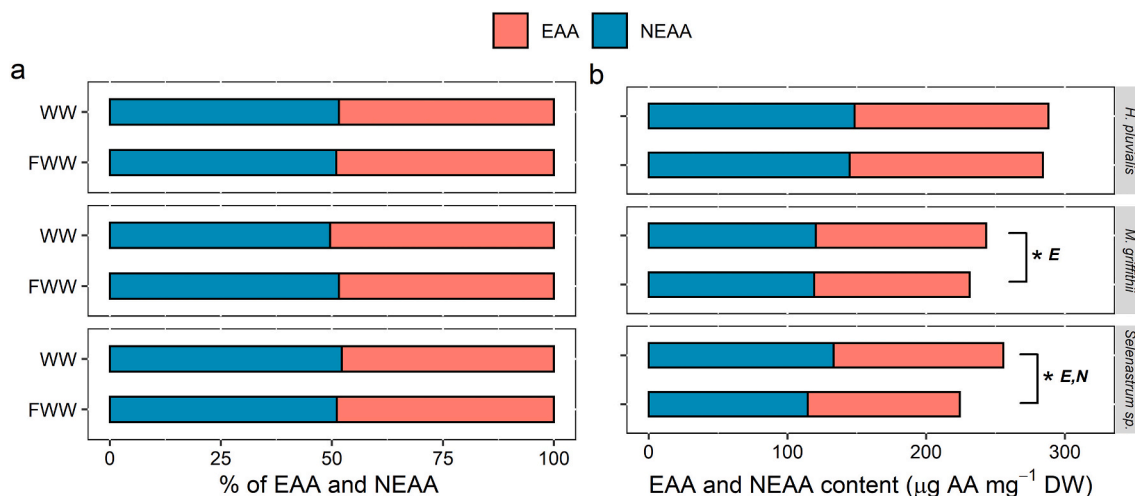 EAA NEAA
a
b
WW
FWW
H. pluvialis
WW
FWW
* E
M. griffithii
WW
FWW
* E,N
Selenastrum sp.
0 25 50 75 100
0 100 200 300
% of EAA and NEAA
EAA and NEAA content (μg AA mg⁻¹ DW)